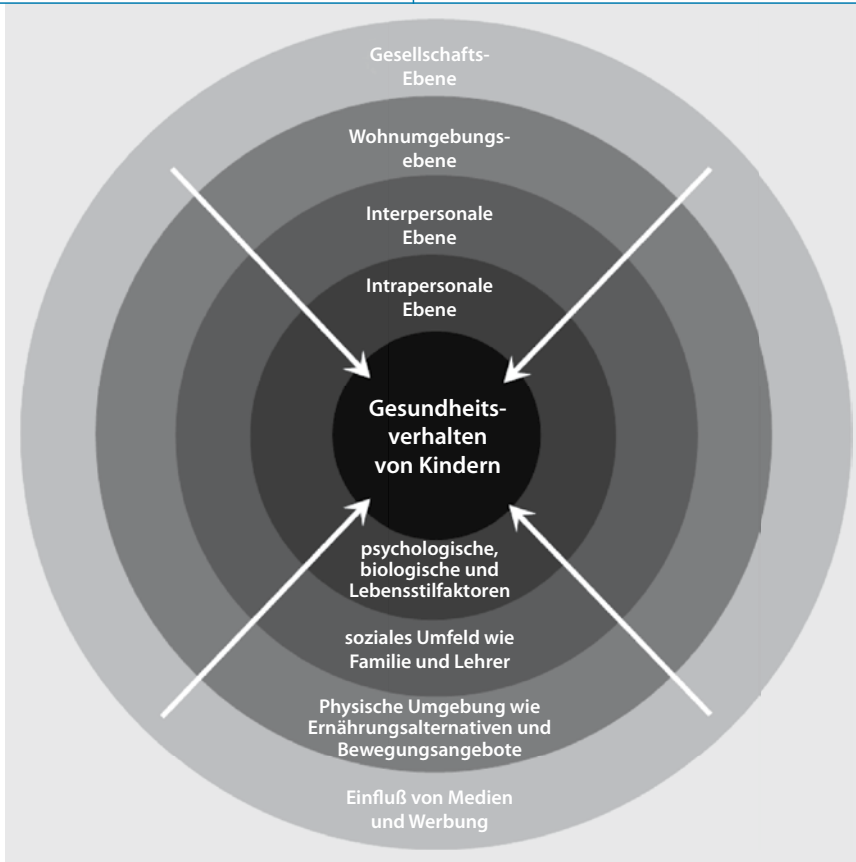 Gesellschafts-
Ebene
Wohnumgebungs-
ebene
Interpersonale
Ebene
Intrapersonale
Ebene
Gesundheits-
verhalten
von Kindern
psychologische,
biologische und
Lebensstilfaktoren
soziales Umfeld wie
Familie und Lehrer
Physische Umgebung wie
Ernährungsalternativen und
Bewegungsangebote
Einfluß von Medien
und Werbung